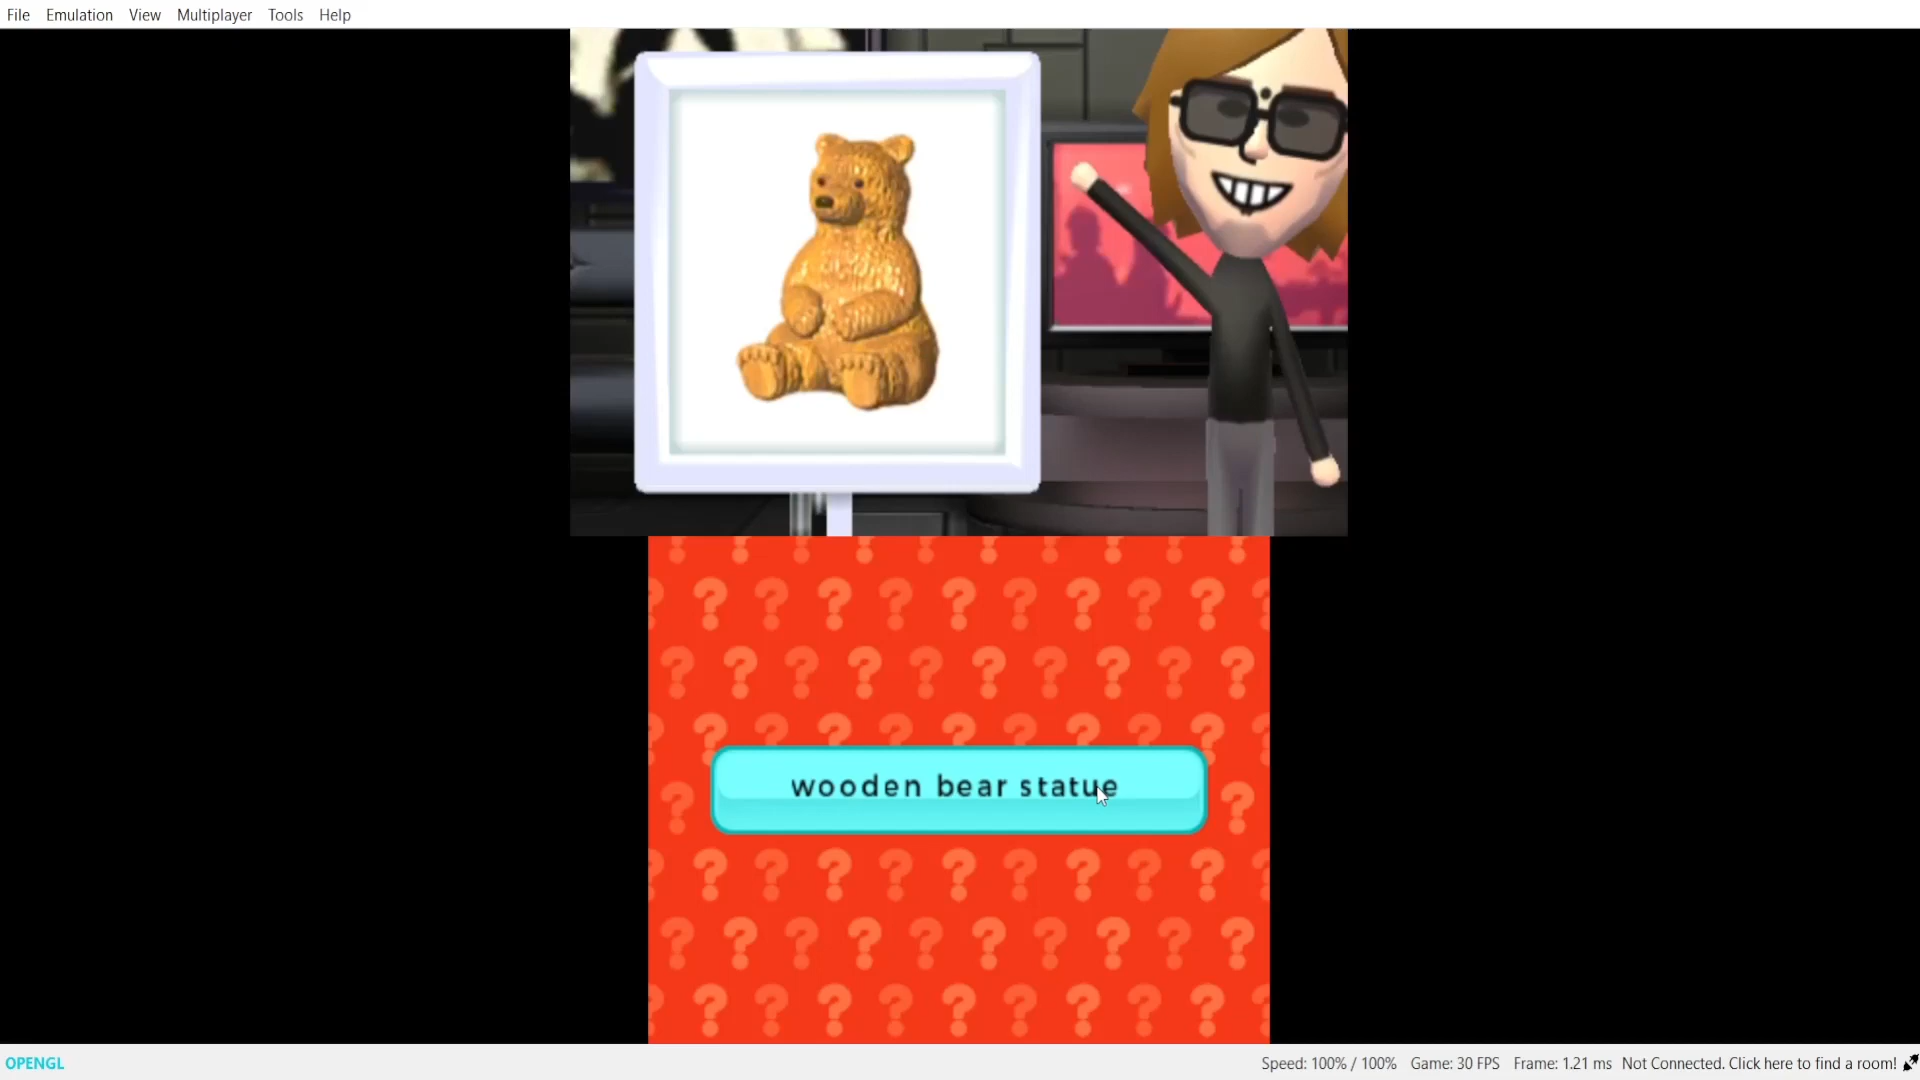 File Emulation View Multiplayer Tools Help
wooden bear statue
OPENGL Speed: 100% / 100% Game: 30 FPS Frame: 1.21 ms Not Connected. Click here to find a room!